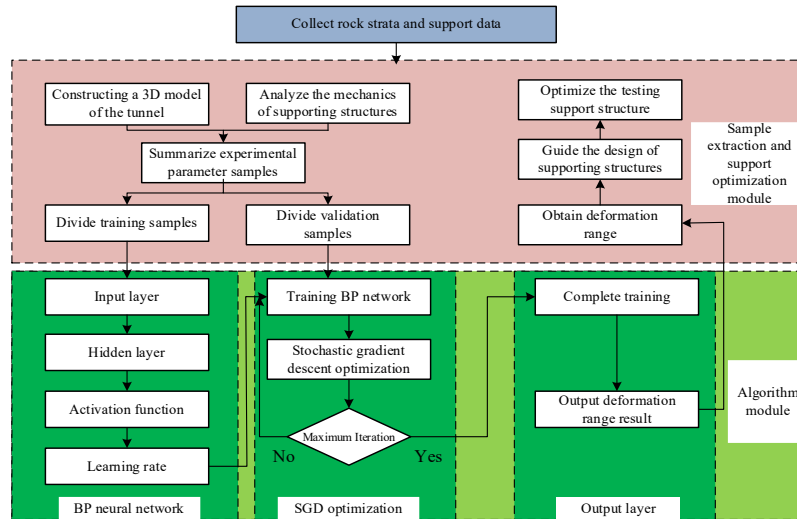 Collect rock strata and support data
Constructing a 3D model
of the tunnel
Analyze the mechanics
of supporting structures
Summarize experimental
parameter samples
Divide training samples
Divide validation
samples
Optimize the testing
support structure
Guide the design of
supporting structures
Obtain deformation
range
Sample
extraction and
support
optimization
module
Input layer
Hidden layer
Activation function
Learning rate
BP neural network
Training BP network
Stochastic gradient
descent optimization
Maximum Iteration
No
Yes
SGD optimization
Complete training
Output deformation
range result
Output layer
Algorithm
module